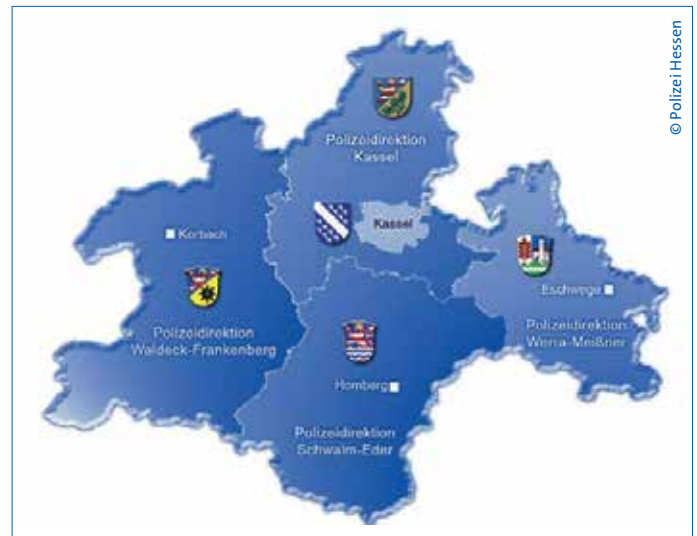 © Polizei Hessen
Polizeidirektion
Kassel
Kassel
Korbach
Eschwege
Polizeidirektion
Waldeck-Frankenberg
Polizeidirektion
Werra-Meißner
Homberg
Polizeidirektion
Schwalm-Eder